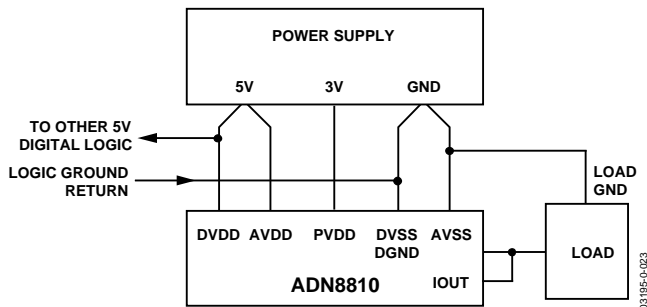 POWER SUPPLY
5V 3V GND
TO OTHER 5V
DIGITAL LOGIC
LOGIC GROUND
RETURN
LOAD
GND
DVDD AVDD PVDD DVSS AVSS
DGND
LOAD
IOUT
ADN8810
03195-0-023